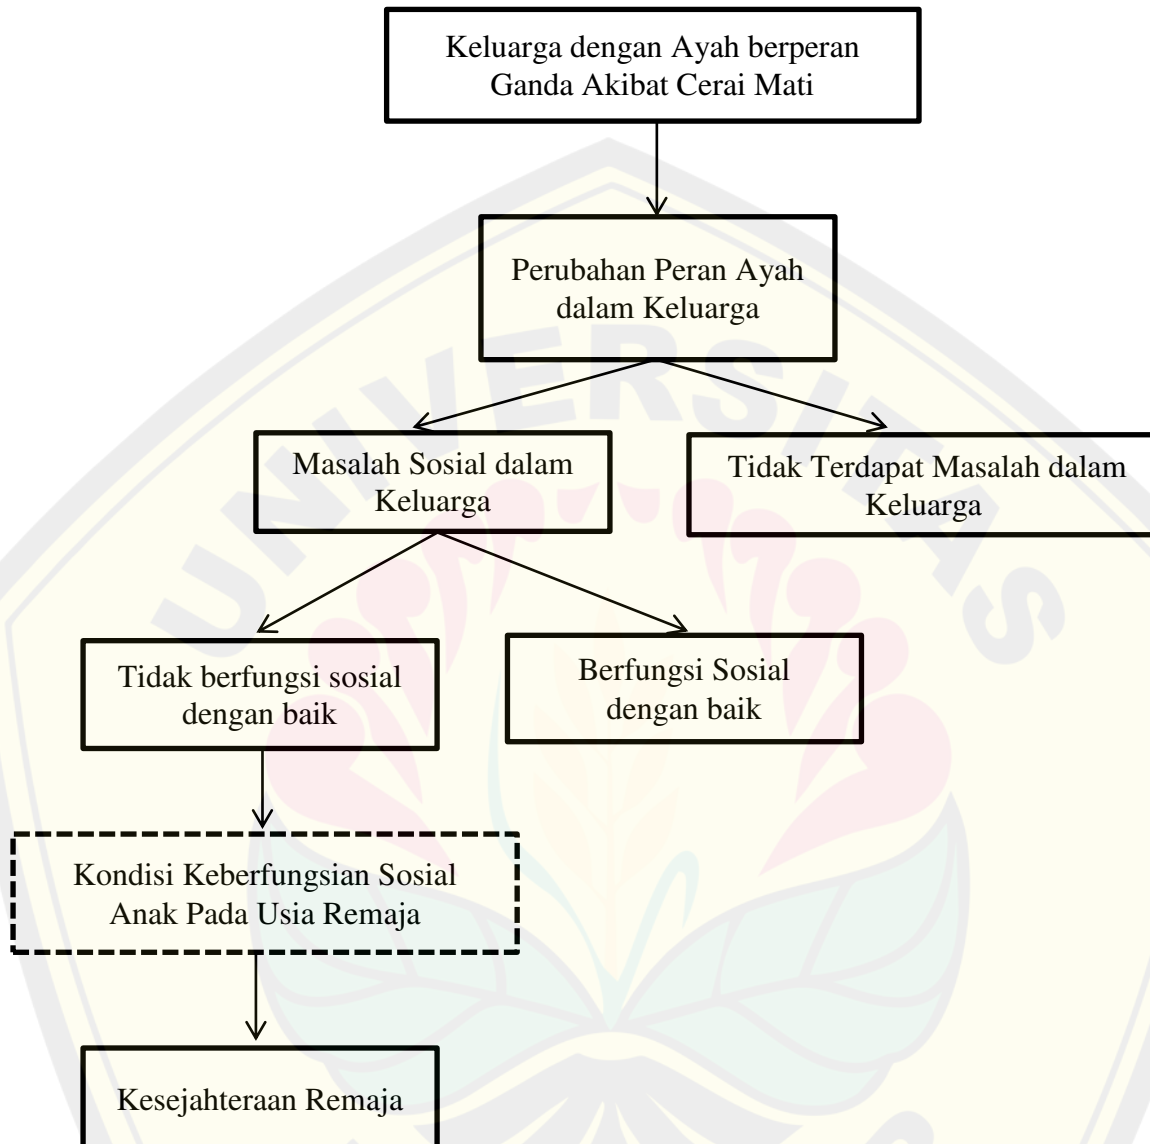 Keluarga dengan Ayah berperan
Ganda Akibat Cerai Mati
Perubahan Peran Ayah
dalam Keluarga
Masalah Sosial dalam
Keluarga
Tidak Terdapat Masalah dalam
Keluarga
Tidak berfungsi sosial
dengan baik
Berfungsi Sosial
dengan baik
Kondisi Keberfungsian Sosial
Anak Pada Usia Remaja
Kesejahteraan Remaja
UNIVERSITAS